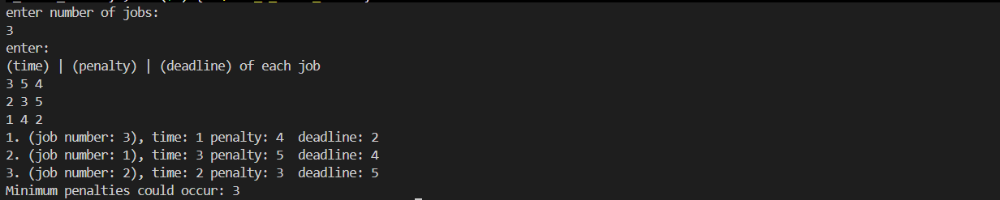 enter number of jobs:
3
enter:
(time) | (penalty) | (deadline) of each job
3 5 4
2 3 5
1 4 2
1. (job number: 3), time: 1 penalty: 4  deadline: 2
2. (job number: 1), time: 3 penalty: 5  deadline: 4
3. (job number: 2), time: 2 penalty: 3  deadline: 5
Minimum penalties could occur: 3